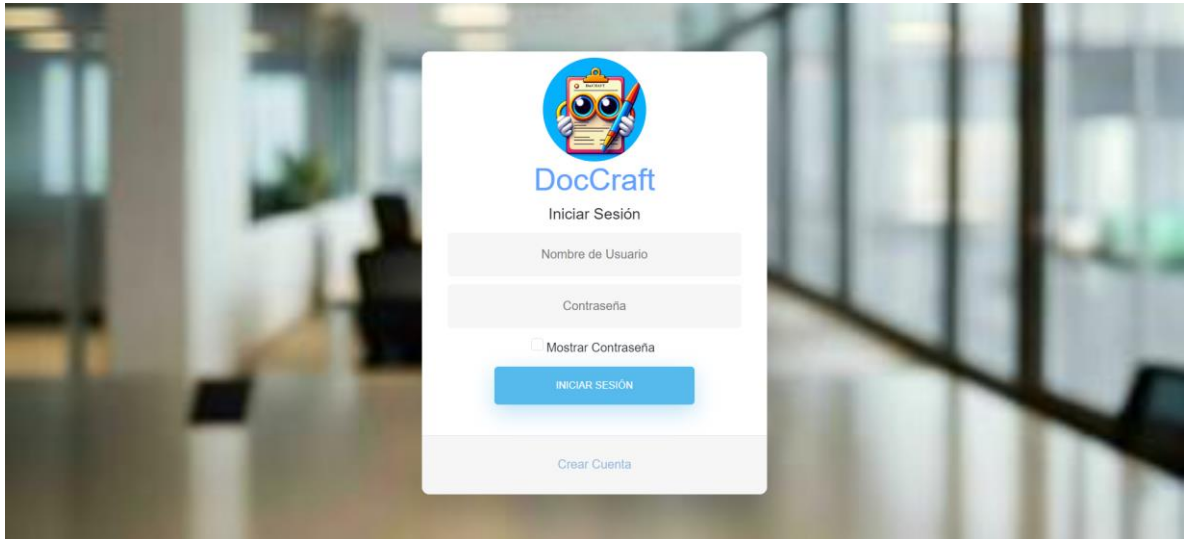 DocCraft
Iniciar Sesión
Nombre de Usuario
Contraseña
Mostrar Contraseña
INICIAR SESIÓN
Crear Cuenta